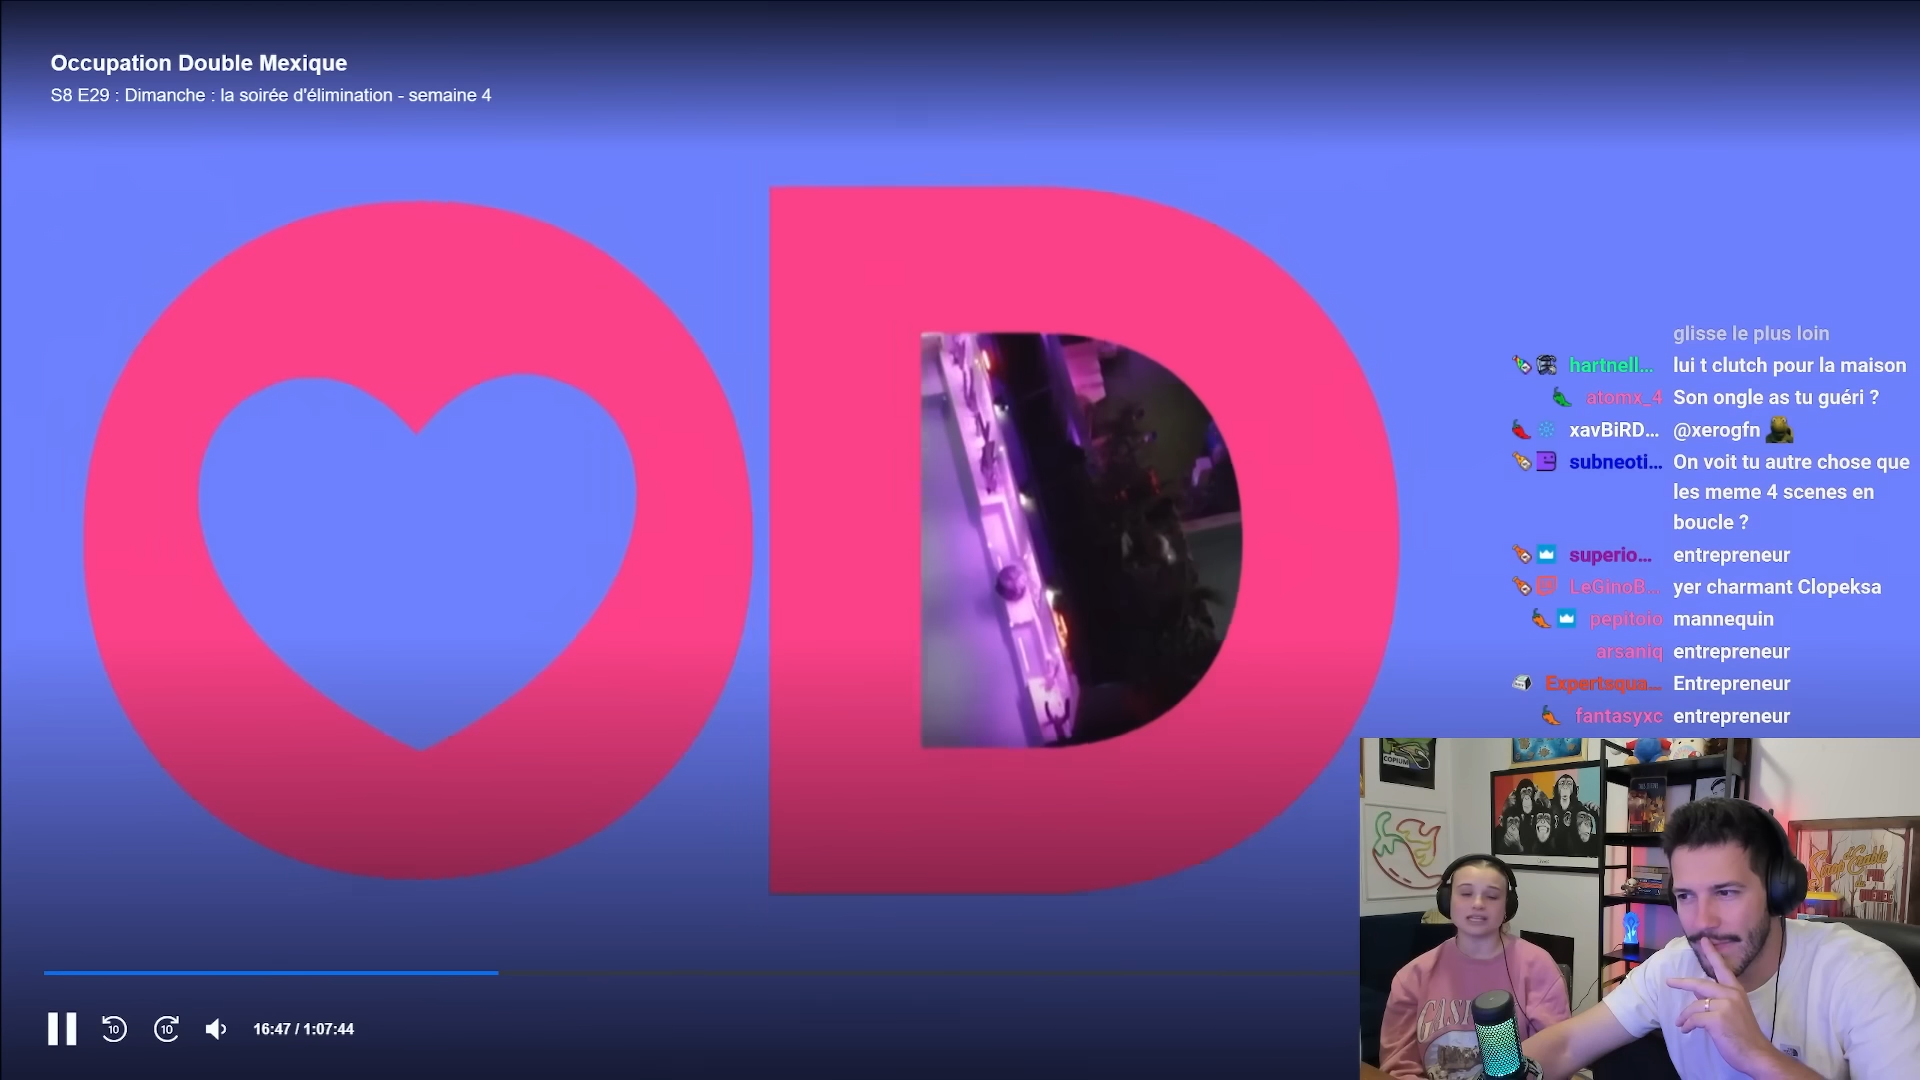 Occupation Double Mexique
S8 E29 : Dimanche : la soirée d'élimination - semaine 4
OD
glisse le plus loin
hartnell... lui t clutch pour la maison
atomx_4 Son ongle as tu guéri ?
xavBiRD... @xerogfn
subneoti... On voit tu autre chose que
les meme 4 scenes en
boucle ?
superio... entrepreneur
LeGinoB... yer charmant Clopeksa
pepitoio mannequin
arsaniq entrepreneur
Expertsqua... Entrepreneur
fantasyxc entrepreneur
COPIUM
10
10
16:47 / 1:07:44